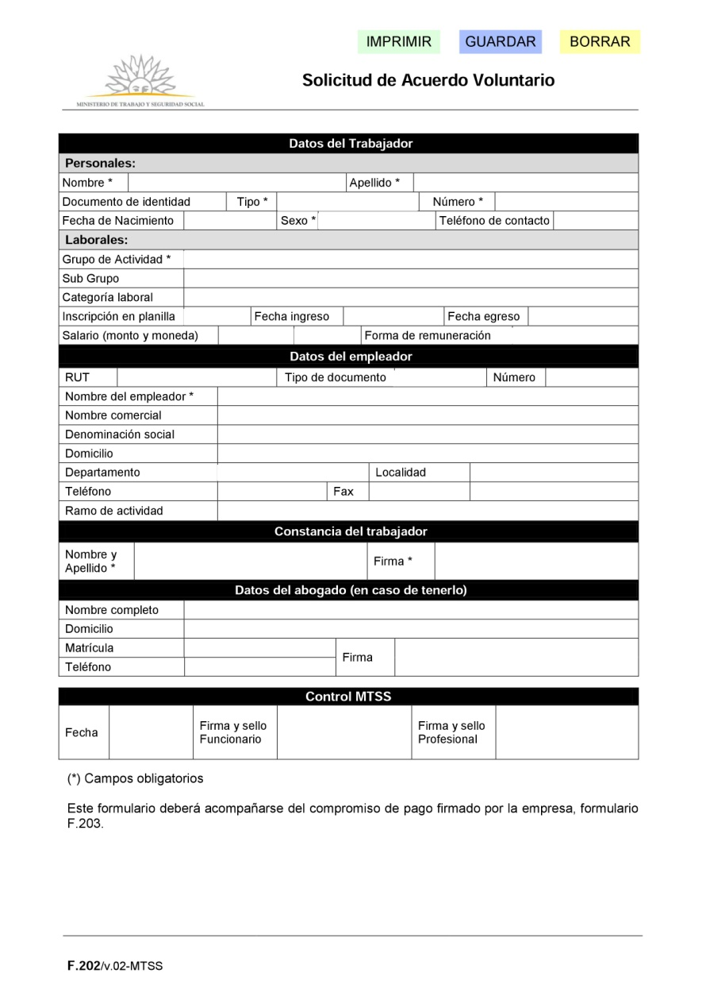 IMPRIMIR GUARDAR BORRAR
Solicitud de Acuerdo Voluntario
MINISTERIO DE TRABAJO Y SEGURIDAD SOCIAL
Datos del Trabajador
Personales:
Nombre * Apellido *
Documento de identidad Tipo * Número *
Fecha de Nacimiento Sexo * Teléfono de contacto
Laborales:
Grupo de Actividad *
Sub Grupo
Categoría laboral
Inscripción en planilla Fecha ingreso Fecha egreso
Salario (monto y moneda) Forma de remuneración
Datos del empleador
RUT Tipo de documento Número
Nombre del empleador *
Nombre comercial
Denominación social
Domicilio
Departamento Localidad
Teléfono Fax
Ramo de actividad
Constancia del trabajador
Nombre y
Apellido * Firma *
Datos del abogado (en caso de tenerlo)
Nombre completo
Domicilio
Matrícula
Firma
Teléfono
Control MTSS
Fecha
Firma y sello
Funcionario
Firma y sello
Profesional
(*) Campos obligatorios
Este formulario deberá acompañarse del compromiso de pago firmado por la empresa, formulario
F.203.
F.202/v.02-MTSS